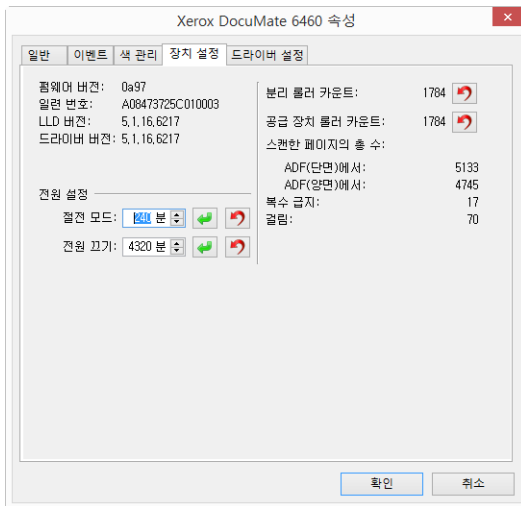 Xerox DocuMate 6460 속성
일반 이벤트 색 관리 장치 설정 드라이버 설정
펌웨어 버전: 0a97
일련 번호: A08473725C010003
LLD 버전: 5.1.16.6217
드라이버 버전: 5.1.16.6217
전원 설정
절전 모드: 240 분
전원 끄기: 4320 분
분리 롤러 카운트: 1784
공급 장치 롤러 카운트: 1784
스캔한 페이지의 총 수:
ADF(단면)에서: 5133
ADF(양면)에서: 4745
복수 급지: 17
걸림: 70
확인 취소